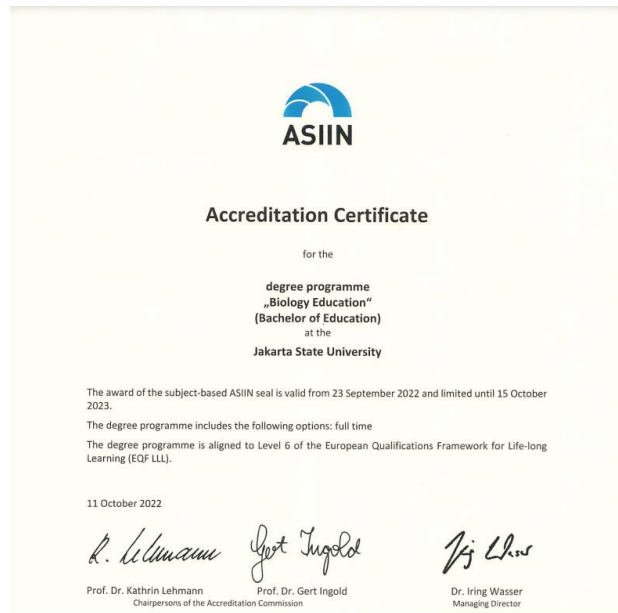 ASIIN
Accreditation Certificate
for the
degree programme
„Biology Education“
(Bachelor of Education)
at the
Jakarta State University
The award of the subject-based ASIIN seal is valid from 23 September 2022 and limited until 15 October
2023.
The degree programme includes the following options: full time
The degree programme is aligned to Level 6 of the European Qualifications Framework for Life-long
Learning (EQF LLL).
11 October 2022
R. Lehmann Gert Ingold
Prof. Dr. Kathrin Lehmann Prof. Dr. Gert Ingold Dr. Iring Wasser
Chairpersons of the Accreditation Commission Managing Director